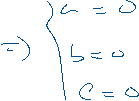 a = 0
=) b = 0
c = 0